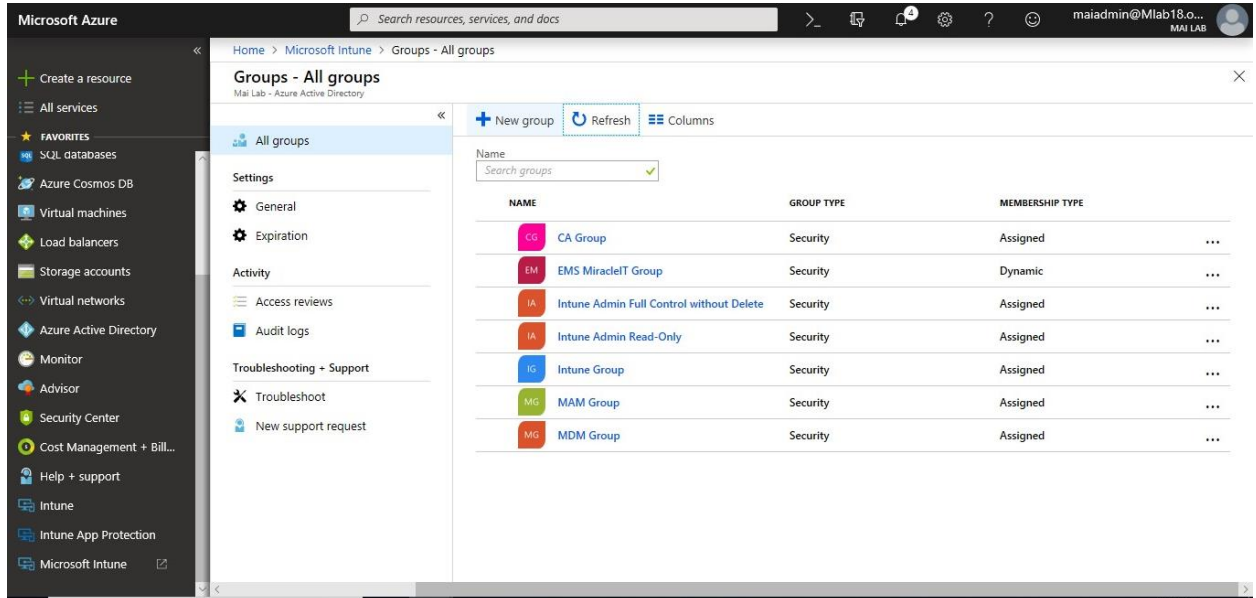 Microsoft Azure
Search resources, services, and docs
4
maiadmin@Mlab18.o...
MAI LAB
Create a resource
All services
FAVORITES
SQL databases
Azure Cosmos DB
Virtual machines
Load balancers
Storage accounts
Virtual networks
Azure Active Directory
Monitor
Advisor
Security Center
Cost Management + Bill...
Help + support
Intune
Intune App Protection
Microsoft Intune
Home > Microsoft Intune > Groups - All groups
Groups - All groups
Mai Lab - Azure Active Directory
All groups
Settings
General
Expiration
Activity
Access reviews
Audit logs
Troubleshooting + Support
Troubleshoot
New support request
New group Refresh Columns
Name
Search groups
NAME GROUP TYPE MEMBERSHIP TYPE
CG CA Group Security Assigned ...
EM EMS MiracleIT Group Security Dynamic ...
IA Intune Admin Full Control without Delete Security Assigned ...
IA Intune Admin Read-Only Security Assigned ...
IG Intune Group Security Assigned ...
MG MAM Group Security Assigned ...
MG MDM Group Security Assigned ...